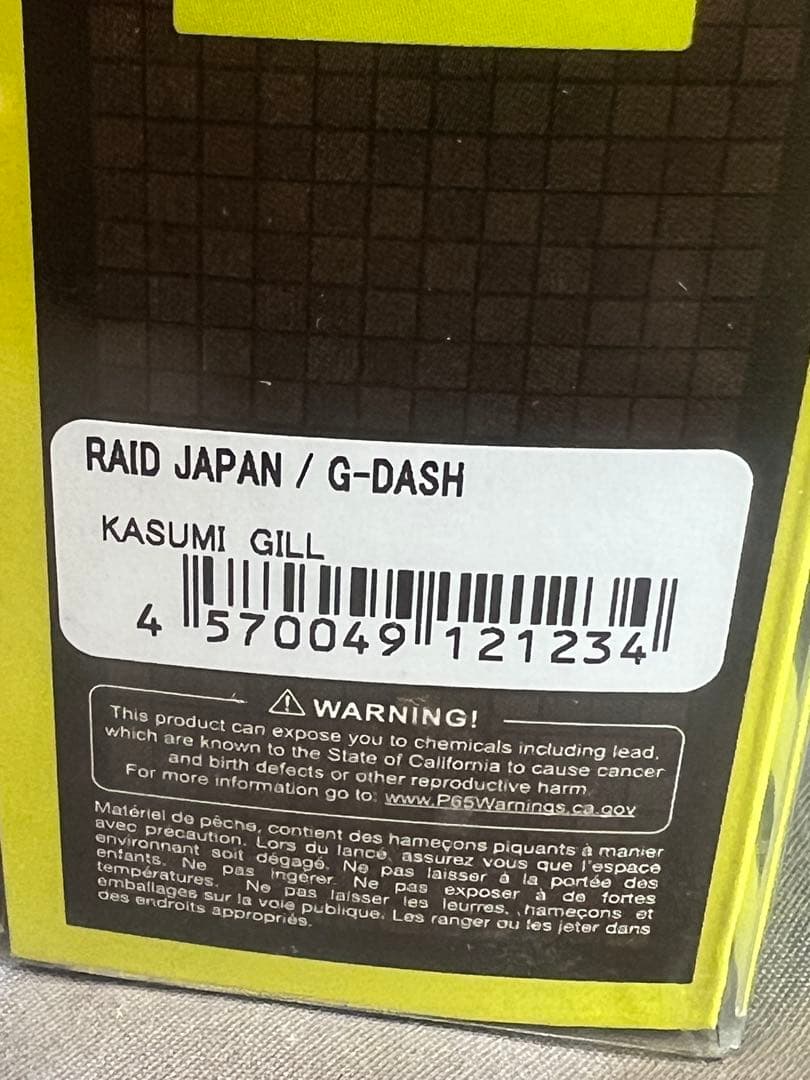 RAID JAPAN / G-DASH
KASUMI GILL
4 570049 121234
⚠ WARNING!
This product can expose you to chemicals including lead,
which are known to the State of California to cause cancer
and birth defects or other reproductive harm.
For more information go to: www.P65Warnings.ca.gov
Matériel de pêche, contient des hameçons piquants à manier
avec précaution. Lors du lancé, assurez vous que l'espace
environnant soit dégagé. Ne pas laisser à la portée des
enfants. Ne pas ingérer. Ne pas exposer à de fortes
températures. Ne pas laisser les leurres, hameçons et
emballages sur la voie publique. Les ranger ou les jeter dans
des endroits appropriés.